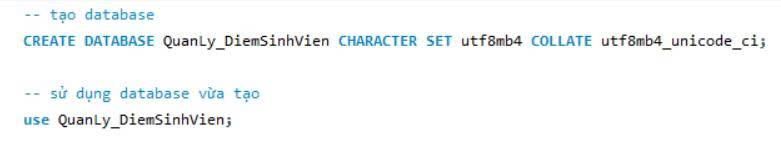 -- tạo database
CREATE DATABASE QuanLy_DiemSinhVien CHARACTER SET utf8mb4 COLLATE utf8mb4_unicode_ci;
-- sử dụng database vừa tạo
use QuanLy_DiemSinhVien;